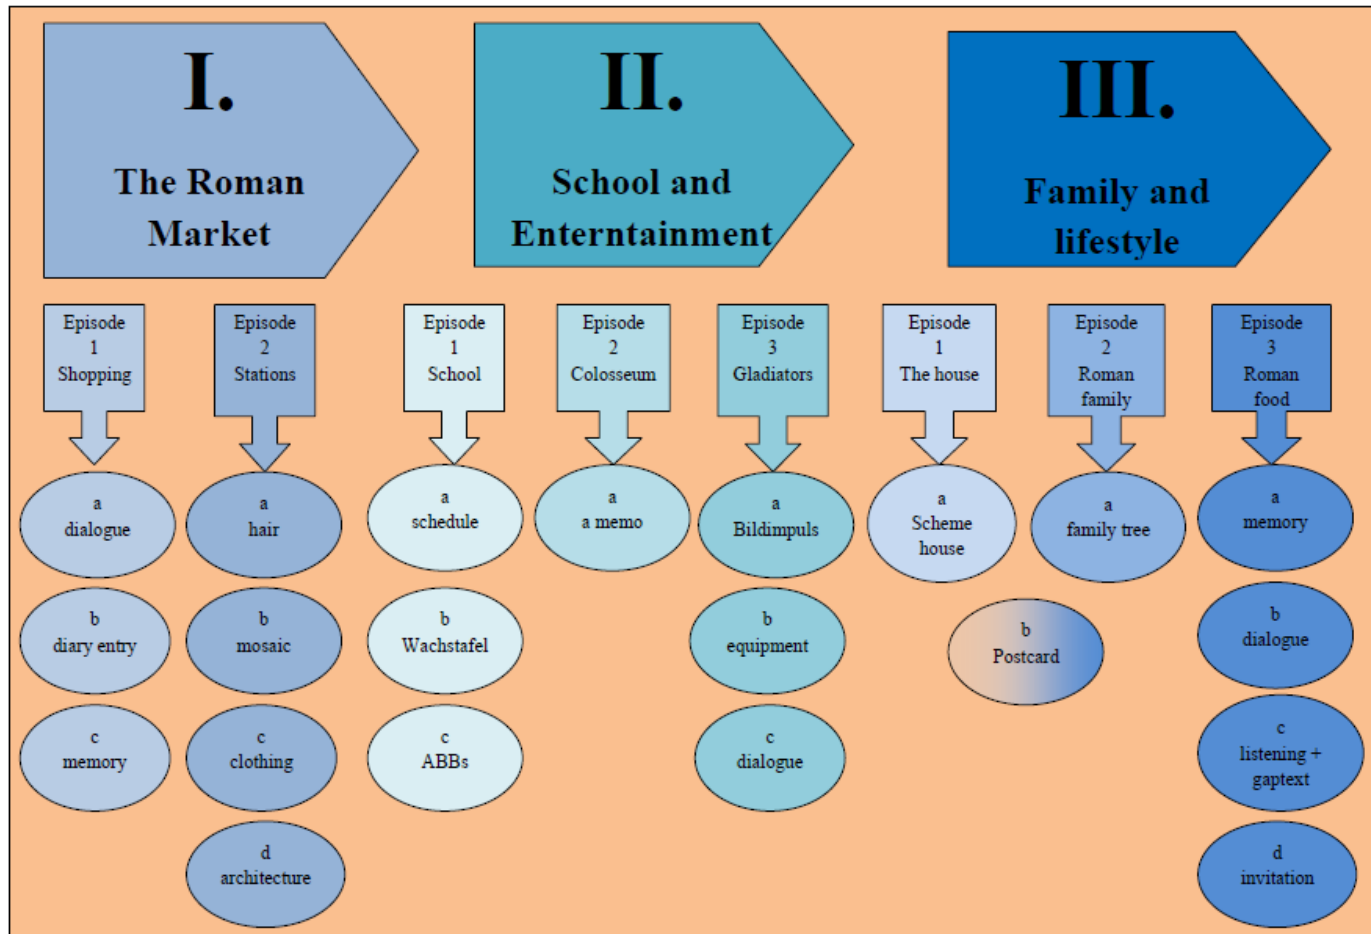 I.
The Roman
Market
II.
School and
Enterntainment
III.
Family and
lifestyle
Episode
1
Shopping
Episode
2
Stations
Episode
1
School
Episode
2
Colosseum
Episode
3
Gladiators
Episode
1
The house
Episode
2
Roman
family
Episode
3
Roman
food
a
dialogue
a
hair
a
schedule
a
a memo
a
Bildimpuls
a
Scheme
house
a
family tree
a
memory
b
diary entry
b
mosaic
b
Wachstafel
b
equipment
b
Postcard
b
dialogue
c
memory
c
clothing
c
ABBs
c
dialogue
c
listening +
gaptext
d
architecture
d
invitation